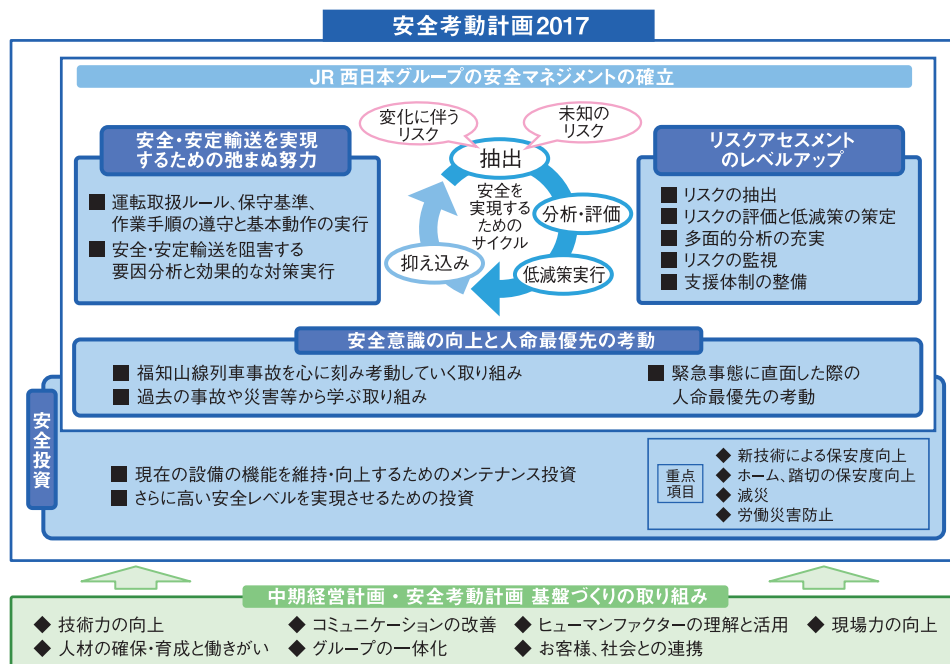 安全考動計画2017
JR 西日本グループの安全マネジメントの確立
変化に伴う
リスク
未知の
リスク
安全・安定輸送を実現
するための弛まぬ努力
■ 運転取扱ルール、保守基準、
作業手順の遵守と基本動作の実行
■ 安全・安定輸送を阻害する
要因分析と効果的な対策実行
抽出
安全を
実現する
ための
サイクル
分析・評価
低減策実行
抑え込み
リスクアセスメント
のレベルアップ
■ リスクの抽出
■ リスクの評価と低減策の策定
■ 多面的分析の充実
■ リスクの監視
■ 支援体制の整備
安全意識の向上と人命最優先の考動
■ 福知山線列車事故を心に刻み考動していく取り組み
■ 過去の事故や災害等から学ぶ取り組み
■ 緊急事態に直面した際の
人命最優先の考動
安全投資
■ 現在の設備の機能を維持・向上するためのメンテナンス投資
■ さらに高い安全レベルを実現させるための投資
重点
項目
◆ 新技術による保安度向上
◆ ホーム、踏切の保安度向上
◆ 減災
◆ 労働災害防止
中期経営計画・安全考動計画 基盤づくりの取り組み
◆ 技術力の向上 ◆ コミュニケーションの改善 ◆ ヒューマンファクターの理解と活用 ◆ 現場力の向上
◆ 人材の確保・育成と働きがい ◆ グループの一体化 ◆ お客様、社会との連携